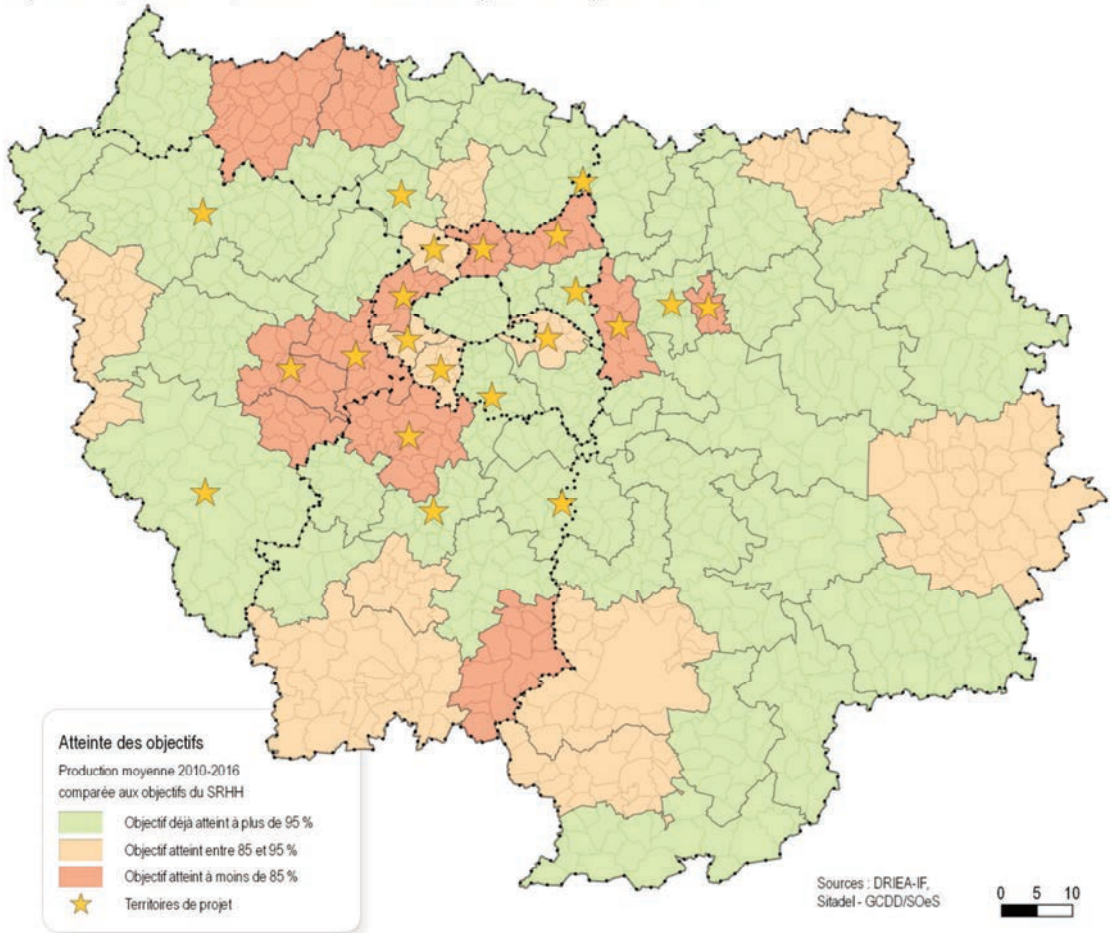 Atteinte des objectifs
Production moyenne 2010-2016
comparée aux objectifs du SRHH
Objectif déjà atteint à plus de 95 %
Objectif atteint entre 85 et 95 %
Objectif atteint à moins de 85 %
Territoires de projet
Sources : DRIEA-IF,
Sitadel - GCDD/SOeS
0 5 10